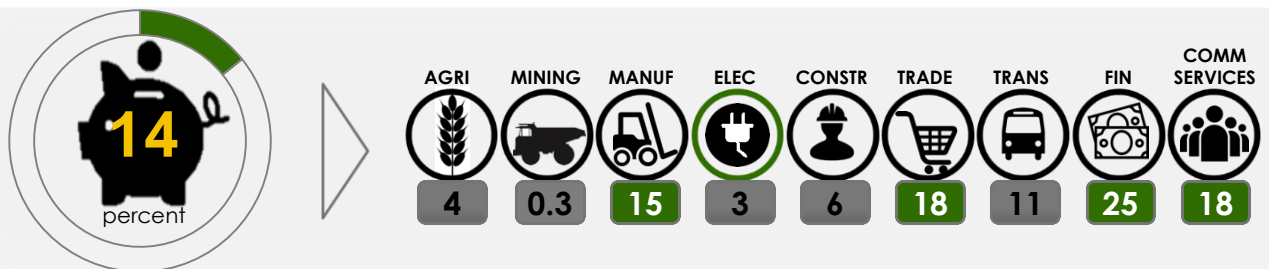 14
percent
AGRI MINING MANUF ELEC CONSTR TRADE TRANS FIN COMM SERVICES
4 0.3 15 3 6 18 11 25 18